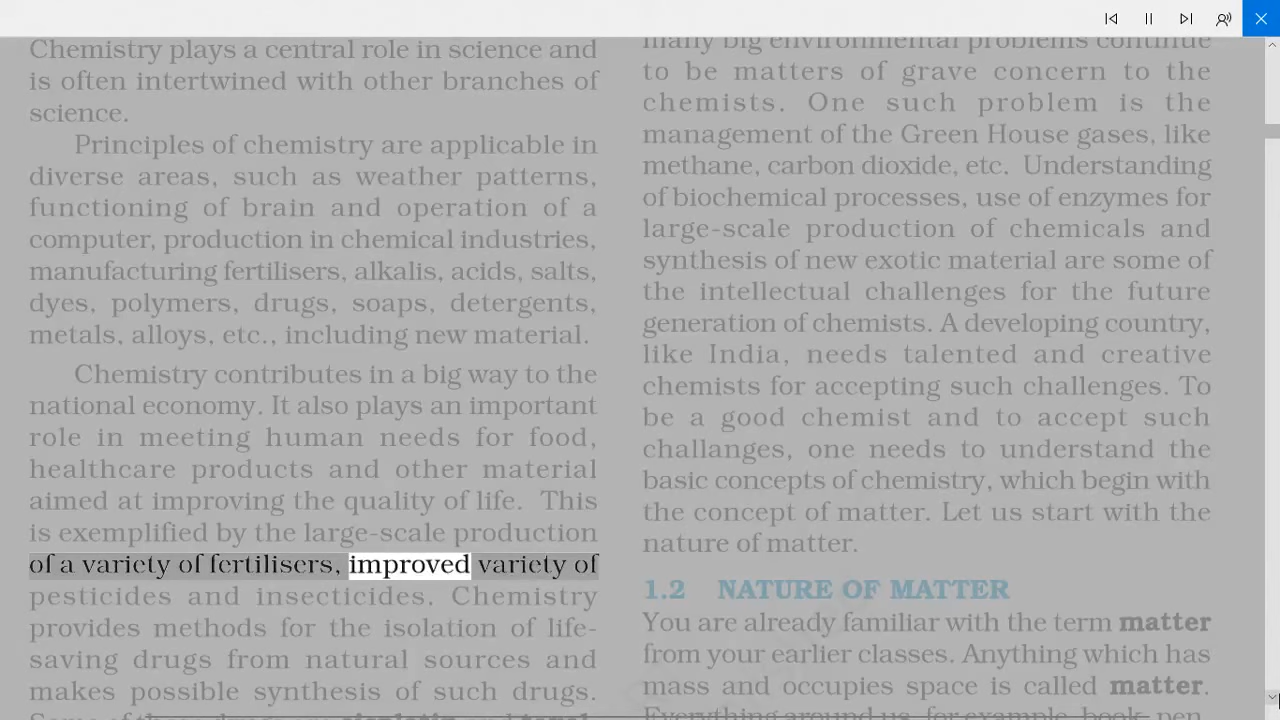 Chemistry plays a central role in science and
is often intertwined with other branches of
science.
Principles of chemistry are applicable in
diverse areas, such as weather patterns,
functioning of brain and operation of a
computer, production in chemical industries,
manufacturing fertilisers, alkalis, acids, salts,
dyes, polymers, drugs, soaps, detergents,
metals, alloys, etc., including new material.
Chemistry contributes in a big way to the
national economy. It also plays an important
role in meeting human needs for food,
healthcare products and other material
aimed at improving the quality of life. This
is exemplified by the large-scale production
of a variety of fertilisers, improved variety of
pesticides and insecticides. Chemistry
provides methods for the isolation of life-
saving drugs from natural sources and
makes possible synthesis of such drugs.
many big environmental problems continue
to be matters of grave concern to the
chemists. One such problem is the
management of the Green House gases, like
methane, carbon dioxide, etc. Understanding
of biochemical processes, use of enzymes for
large-scale production of chemicals and
synthesis of new exotic material are some of
the intellectual challenges for the future
generation of chemists. A developing country,
like India, needs talented and creative
chemists for accepting such challenges. To
be a good chemist and to accept such
challanges, one needs to understand the
basic concepts of chemistry, which begin with
the concept of matter. Let us start with the
nature of matter.
1.2 NATURE OF MATTER
You are already familiar with the term matter
from your earlier classes. Anything which has
mass and occupies space is called matter.
Everything around us, for example, book, pen,